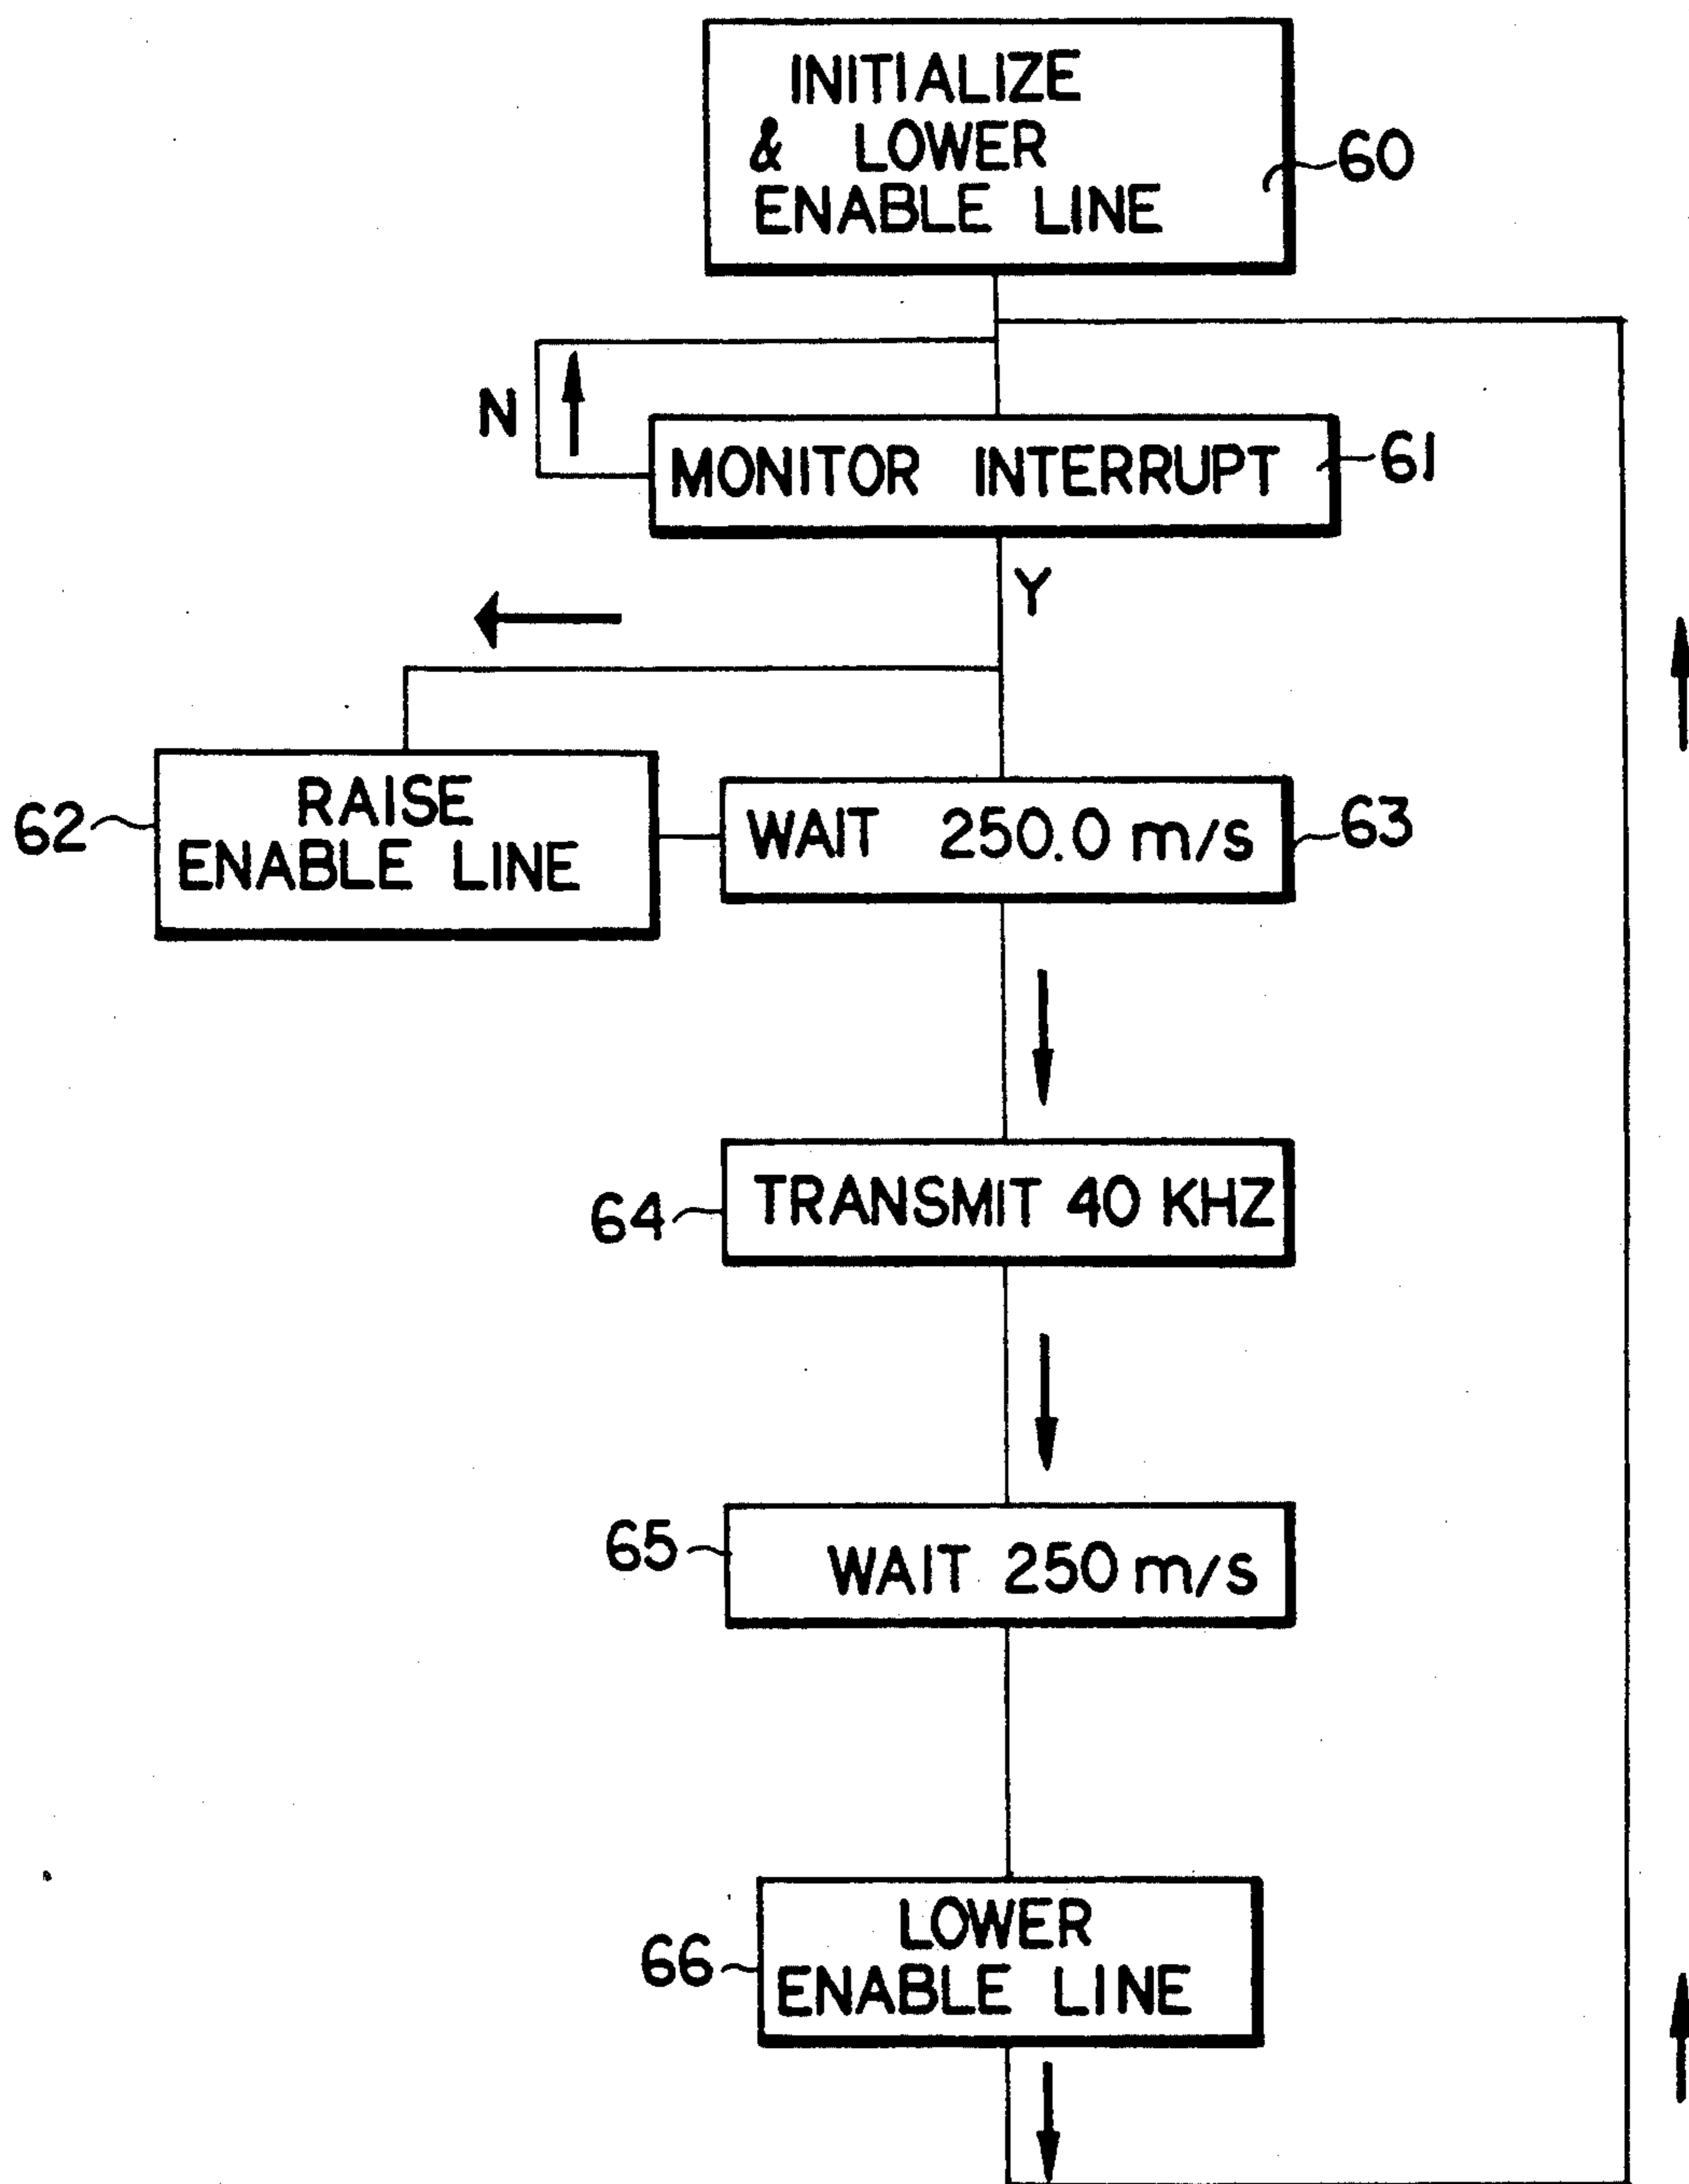 INITIALIZE
& LOWER
ENABLE LINE
60
N
MONITOR INTERRUPT
61
Y
62
RAISE
ENABLE LINE
WAIT 250.0 m/s
63
64
TRANSMIT 40 KHZ
65
WAIT 250 m/s
66
LOWER
ENABLE LINE